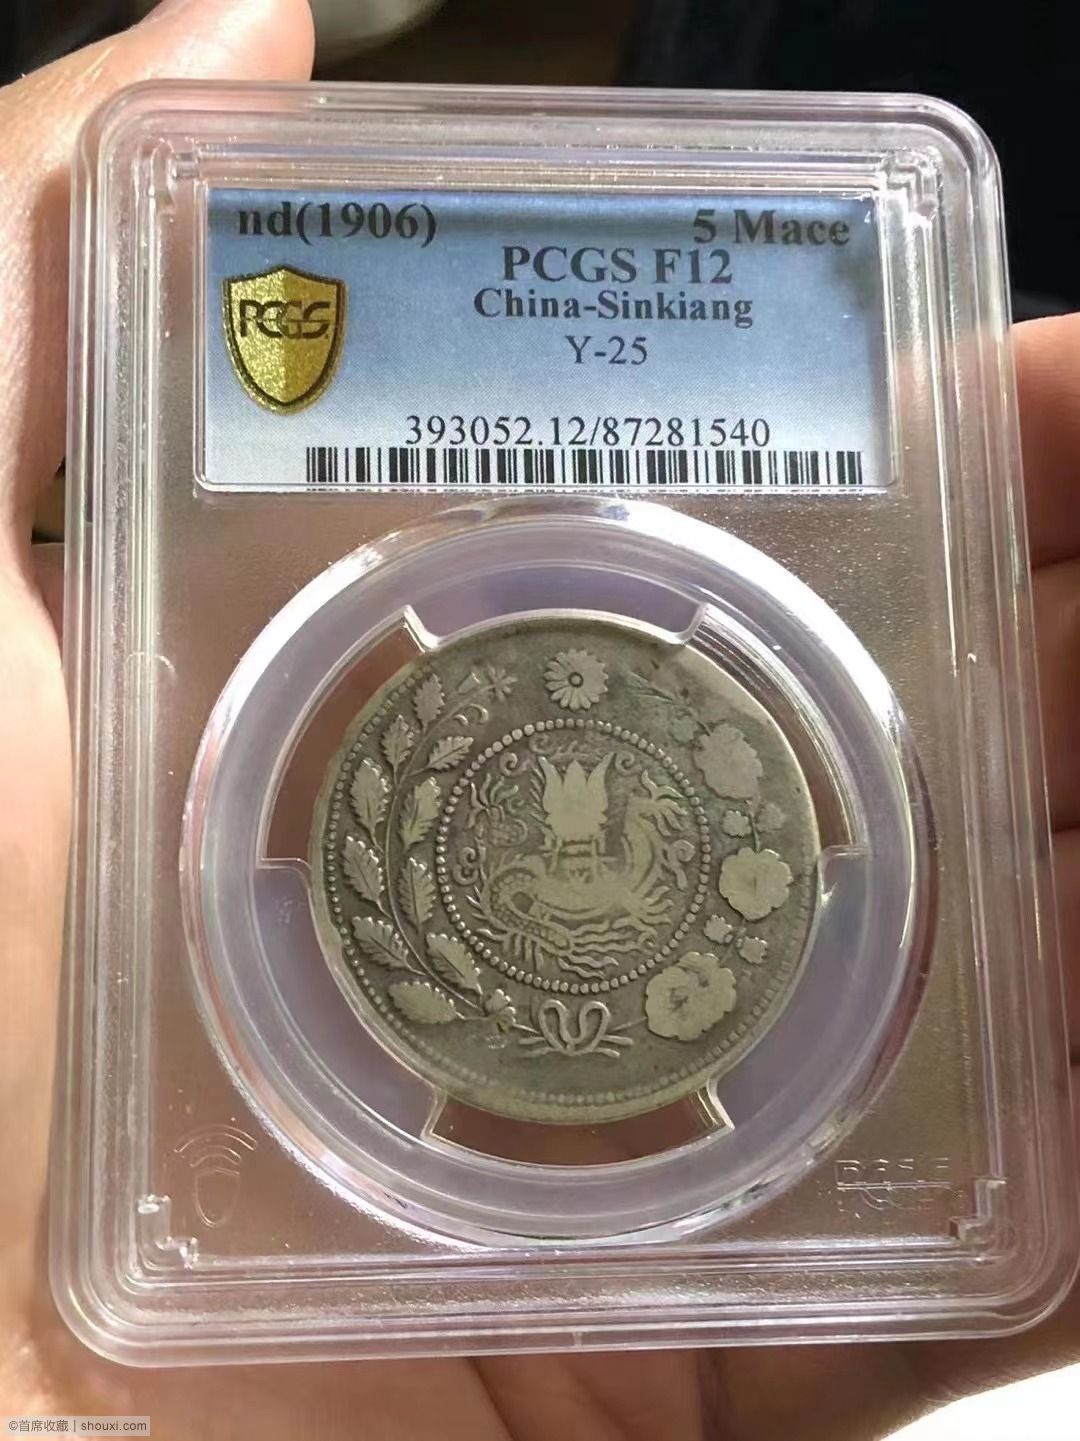 nd(1906) 5 Mace
PCGS F12
China-Sinkiang
Y-25
PCGS
393052.12/87281540
©首席收藏 | shouxi.com